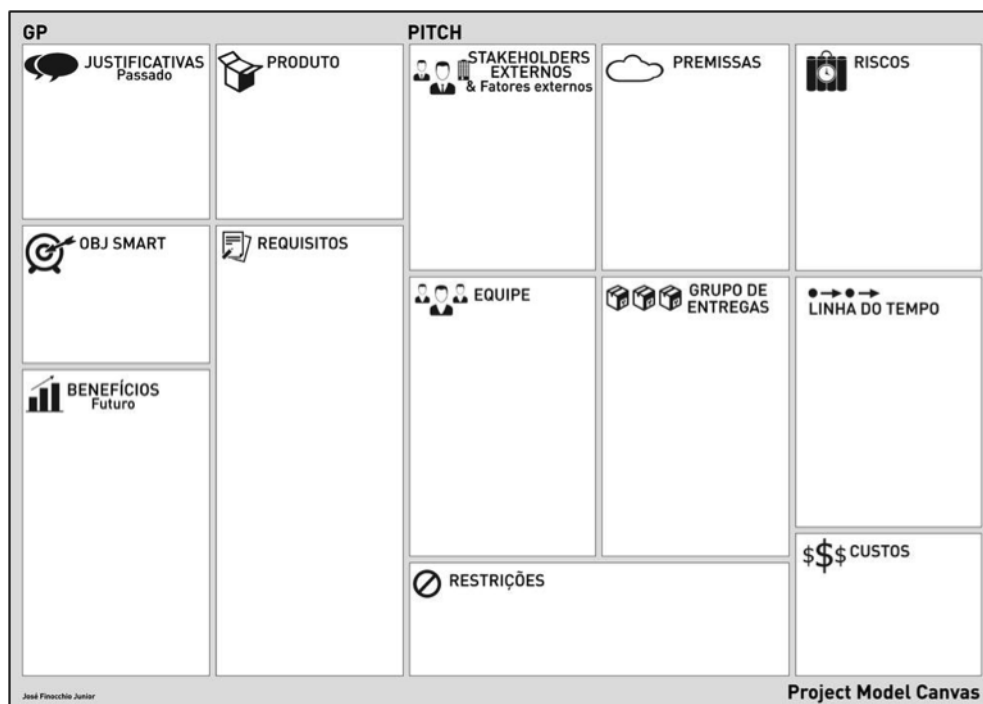 GP
PITCH
JUSTIFICATIVAS
Passado
PRODUTO
STAKEHOLDERS
EXTERNOS
& Fatores externos
PREMISSAS
RISCOS
OBJ SMART
REQUISITOS
EQUIPE
GRUPO DE
ENTREGAS
LINHA DO TEMPO
BENEFÍCIOS
Futuro
$$$ CUSTOS
RESTRIÇÕES
José Finocchio Junior
Project Model Canvas